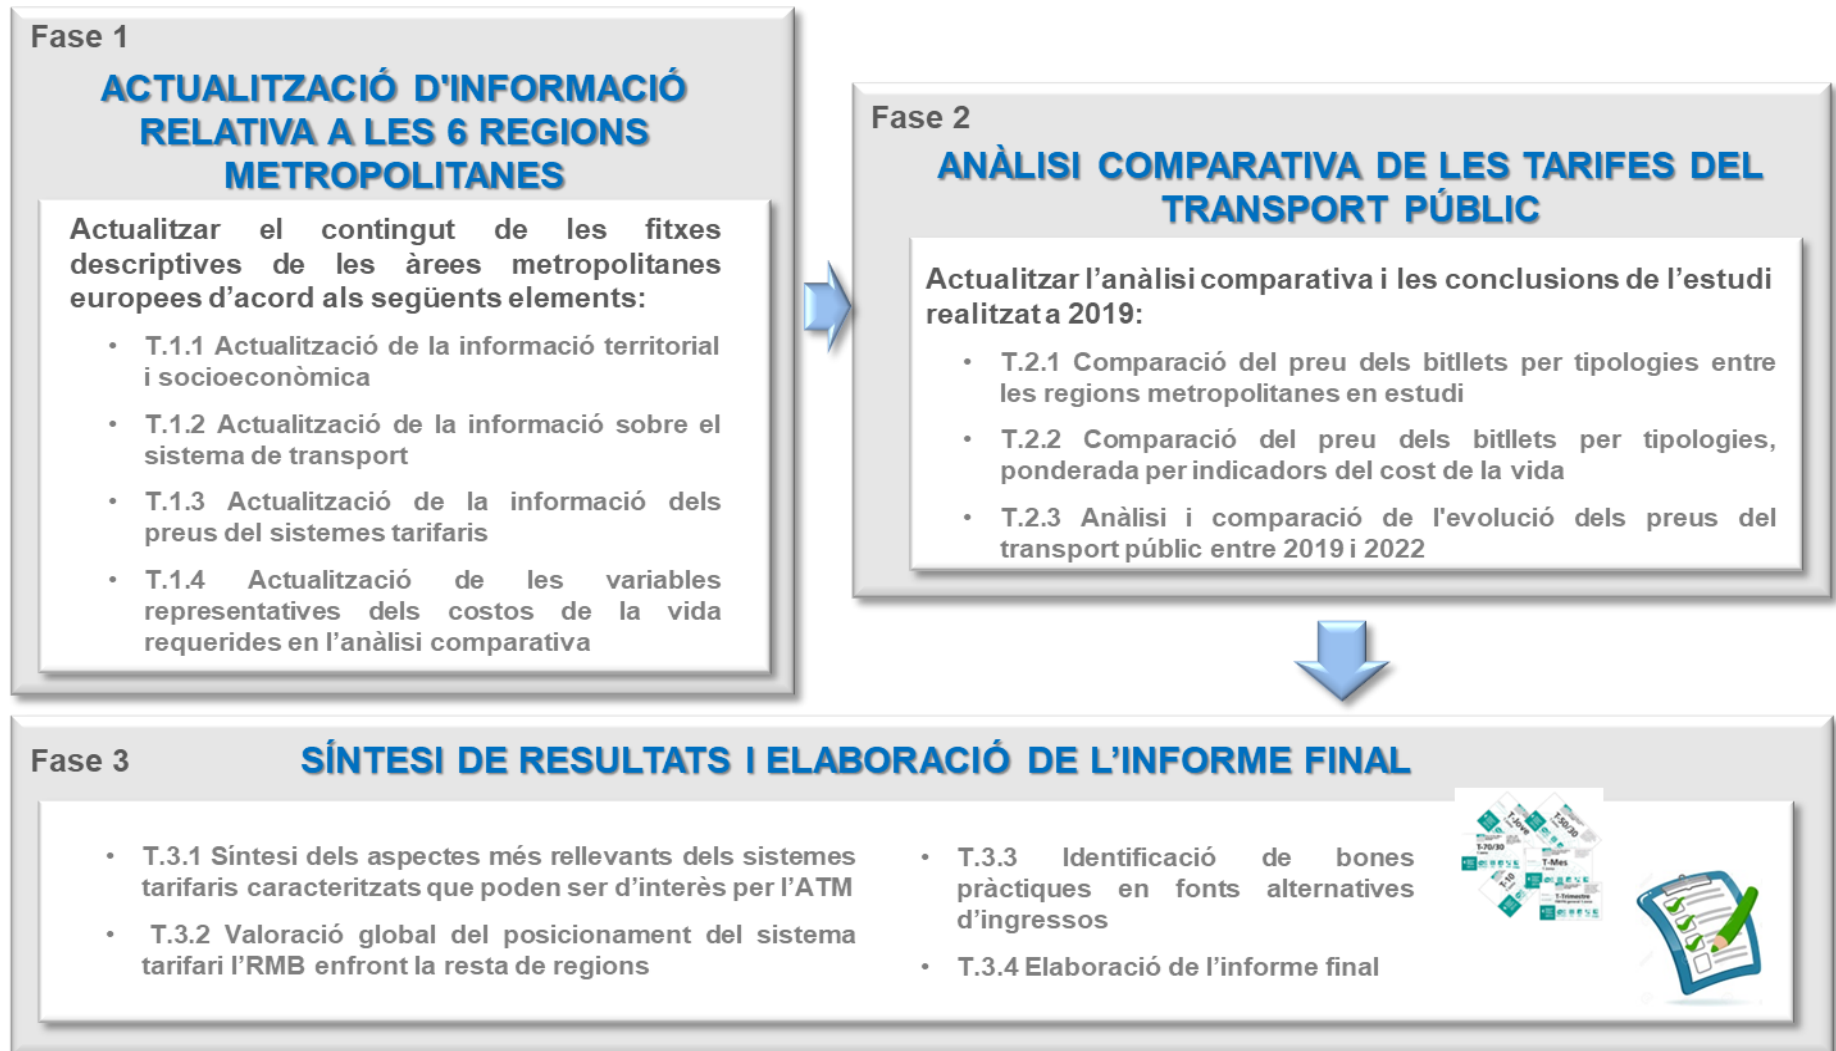 Fase 1
ACTUALITZACIÓ D'INFORMACIÓ
RELATIVA A LES 6 REGIONS
METROPOLITANES
Actualitzar el contingut de les fitxes
descriptives de les àrees metropolitanes
europees d’acord als següents elements:
• T.1.1 Actualització de la informació territorial
i socioeconòmica
• T.1.2 Actualització de la informació sobre el
sistema de transport
• T.1.3 Actualització de la informació dels
preus del sistemes tarifaris
• T.1.4 Actualització de les variables
representatives dels costos de la vida
requerides en l’anàlisi comparativa
Fase 2
ANÀLISI COMPARATIVA DE LES TARIFES DEL
TRANSPORT PÚBLIC
Actualitzar l’anàlisi comparativa i les conclusions de l’estudi
realitzat a 2019:
• T.2.1 Comparació del preu dels bitllets per tipologies entre
les regions metropolitanes en estudi
• T.2.2 Comparació del preu dels bitllets per tipologies,
ponderada per indicadors del cost de la vida
• T.2.3 Anàlisi i comparació de l'evolució dels preus del
transport públic entre 2019 i 2022
Fase 3
SÍNTESI DE RESULTATS I ELABORACIÓ DE L’INFORME FINAL
• T.3.1 Síntesi dels aspectes més rellevants dels sistemes
tarifaris caracteritzats que poden ser d’interès per l’ATM
• T.3.2 Valoració global del posicionament del sistema
tarifari l’RMB enfront la resta de regions
• T.3.3 Identificació de bones
pràctiques en fonts alternatives
d’ingressos
• T.3.4 Elaboració de l’informe final
T-Jove
T-50/30
T-70/30
T-Mes
T-10
T-Trimestre